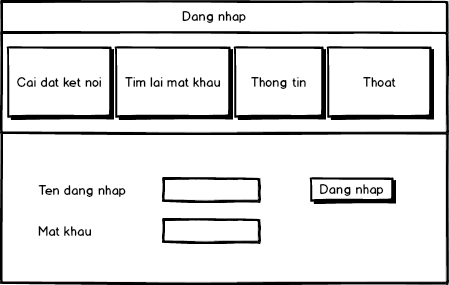 Dang nhap
Cai dat ket noi
Tim lai mat khau
Thong tin
Thoat
Ten dang nhap
Dang nhap
Mat khau